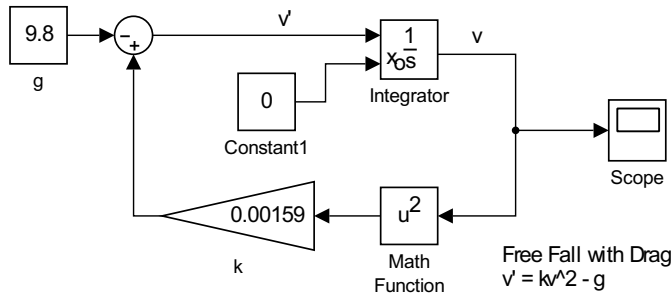 v'
9.8
−
+
1
x
o
s
v
g
0
Integrator
Constant1
Scope
0.00159
u^2
k
Math
Function
Free Fall with Drag
v' = kv^2 - g